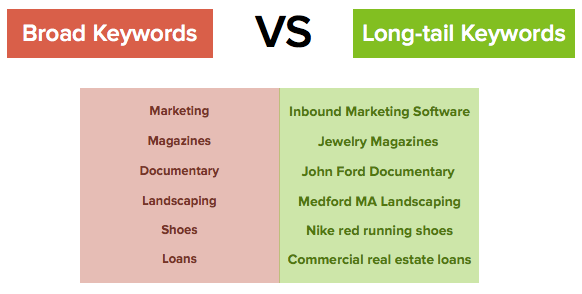 Broad Keywords VS Long-tail Keywords
Marketing Inbound Marketing Software
Magazines Jewelry Magazines
Documentary John Ford Documentary
Landscaping Medford MA Landscaping
Shoes Nike red running shoes
Loans Commercial real estate loans